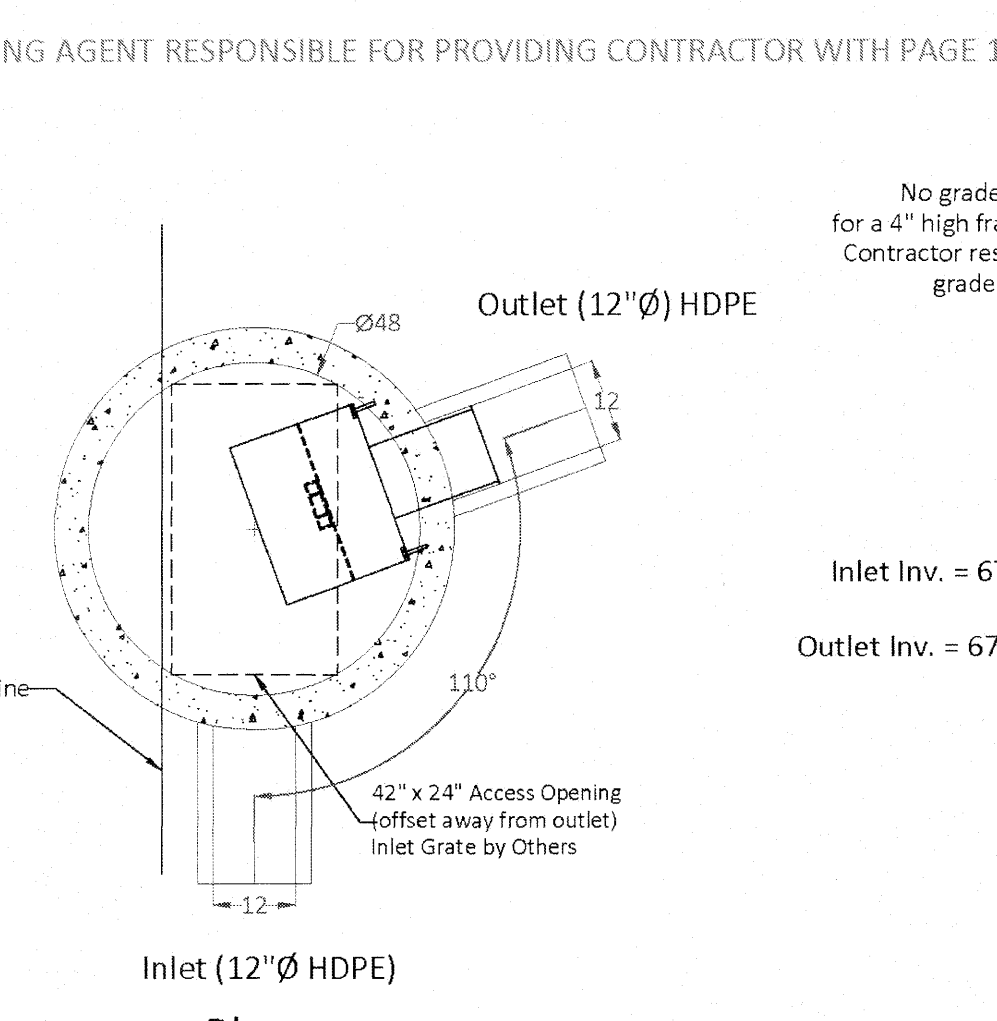 NG AGENT RESPONSIBLE FOR PROVIDING CONTRACTOR WITH PAGE 1
No grade
for a 4" high fra
Contractor res
grade
Outlet (12"Ø) HDPE
Ø48
12
Inlet Inv. = 67
Outlet Inv. = 67
ine
110°
42" x 24" Access Opening
(offset away from outlet)
Inlet Grate by Others
12
Inlet (12"Ø HDPE)